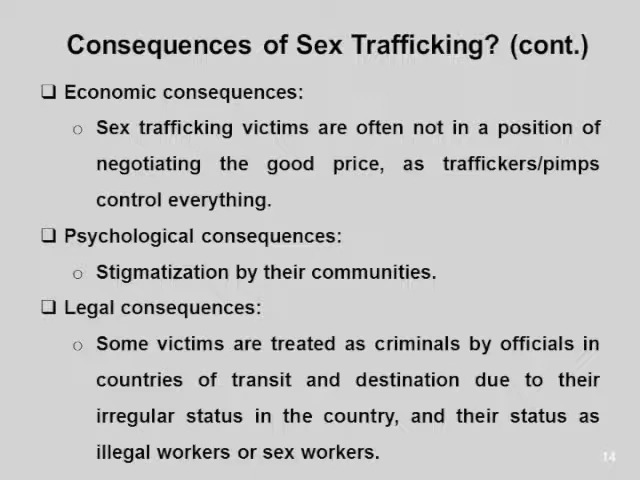 Consequences of Sex Trafficking? (cont.)
❑ Economic consequences:
○ Sex trafficking victims are often not in a position of
negotiating the good price, as traffickers/pimps
control everything.
❑ Psychological consequences:
○ Stigmatization by their communities.
❑ Legal consequences:
○ Some victims are treated as criminals by officials in
countries of transit and destination due to their
irregular status in the country, and their status as
illegal workers or sex workers.
14